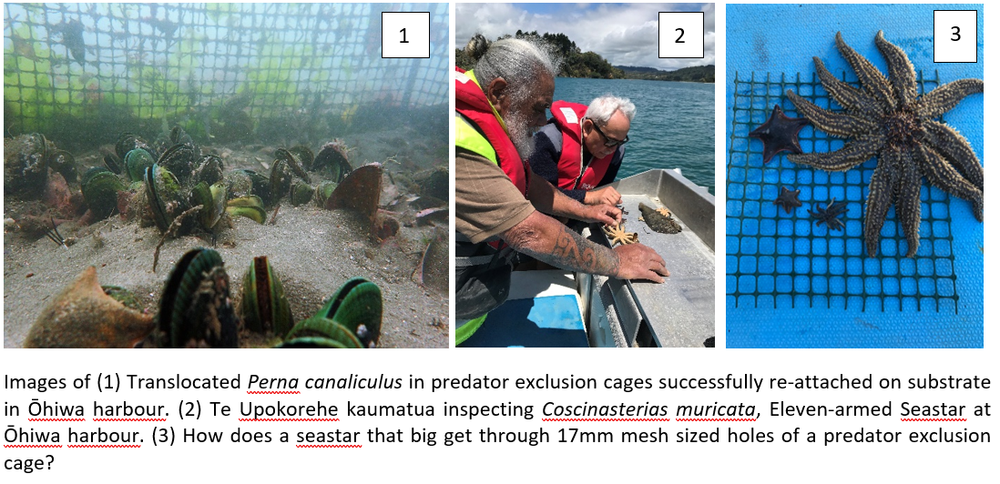 1
2
3
Images of (1) Translocated Perna canaliculus in predator exclusion cages successfully re-attached on substrate
in Ōhiwa harbour. (2) Te Upokorehe kaumatua inspecting Coscinasterias muricata, Eleven-armed Seastar at
Ōhiwa harbour. (3) How does a seastar that big get through 17mm mesh sized holes of a predator exclusion
cage?